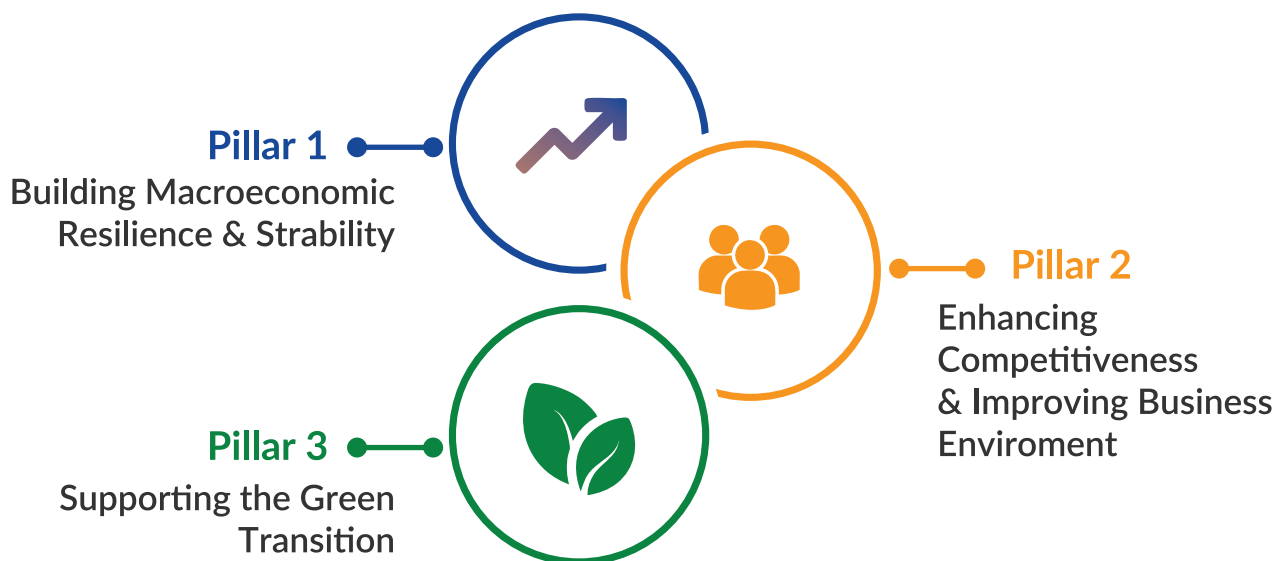 Pillar 1
Building Macroeconomic
Resilience & Strability
Pillar 2
Enhancing
Competitiveness
& Improving Business
Enviroment
Pillar 3
Supporting the Green
Transition